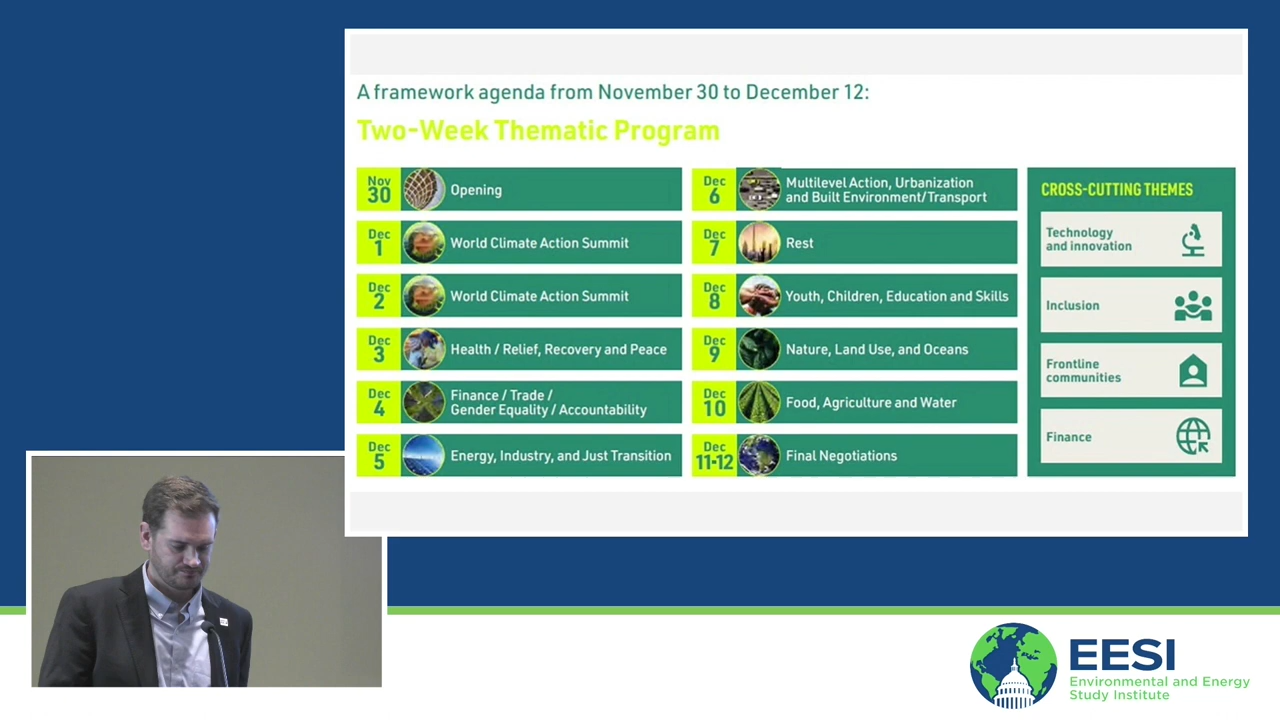 A framework agenda from November 30 to December 12:
Two-Week Thematic Program
Nov
30
Opening
Dec
1
World Climate Action Summit
Dec
2
World Climate Action Summit
Dec
3
Health / Relief, Recovery and Peace
Dec
4
Finance / Trade /
Gender Equality / Accountability
Dec
5
Energy, Industry, and Just Transition
Dec
6
Multilevel Action, Urbanization
and Built Environment/Transport
Dec
7
Rest
Dec
8
Youth, Children, Education and Skills
Dec
9
Nature, Land Use, and Oceans
Dec
10
Food, Agriculture and Water
Dec
11-12
Final Negotiations
CROSS-CUTTING THEMES
Technology
and innovation
Inclusion
Frontline
communities
Finance
EESI
Environmental and Energy
Study Institute